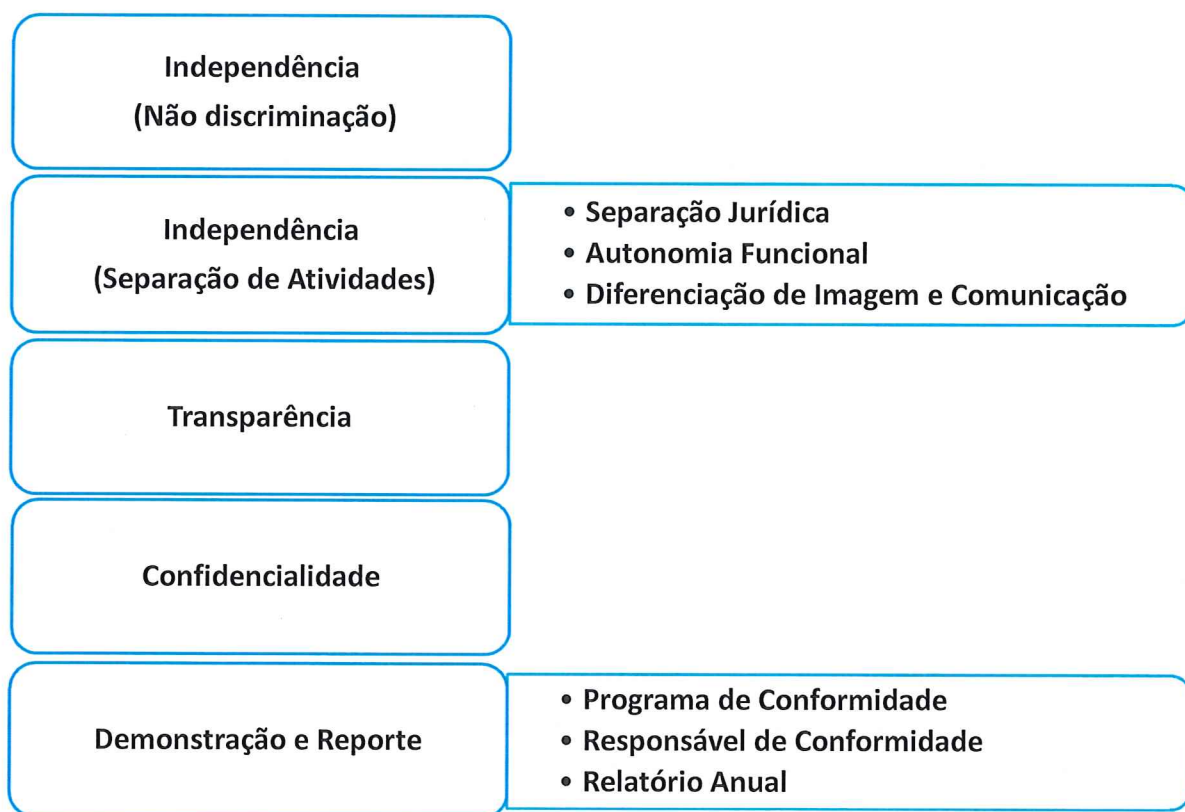 Independência
(Não discriminação)
Independência
(Separação de Atividades)
• Separação Jurídica
• Autonomia Funcional
• Diferenciação de Imagem e Comunicação
Transparência
Confidencialidade
Demonstração e Reporte
• Programa de Conformidade
• Responsável de Conformidade
• Relatório Anual